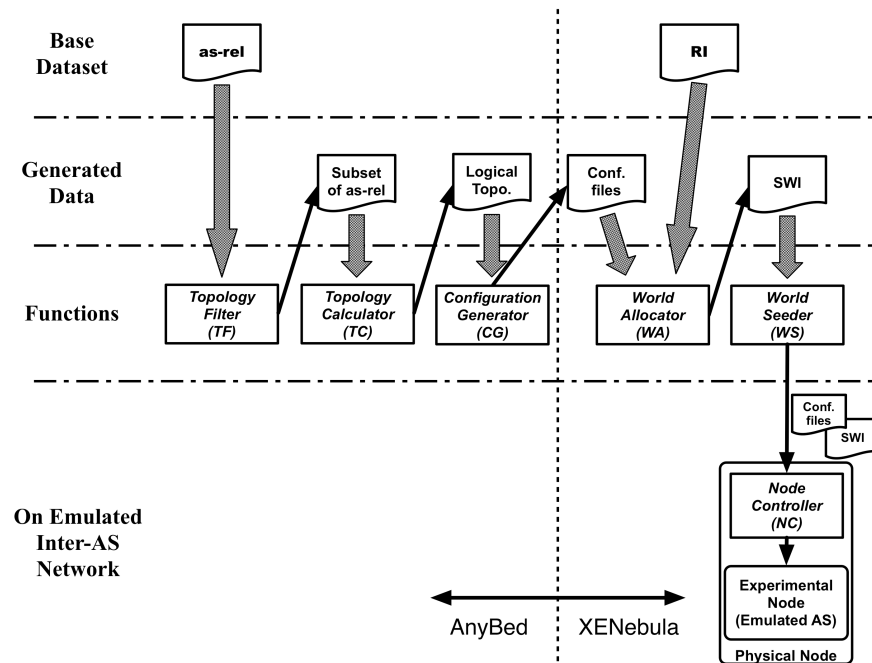 Base
Dataset
as-rel
RI
Generated
Data
Subset
of as-rel
Logical
Topo.
Conf.
files
SWI
Functions
Topology
Filter
(TF)
Topology
Calculator
(TC)
Configuration
Generator
(CG)
World
Allocator
(WA)
World
Seeder
(WS)
Conf.
files
SWI
On Emulated
Inter-AS
Network
Node
Controller
(NC)
Experimental
Node
(Emulated AS)
Physical Node
AnyBed
XENebula